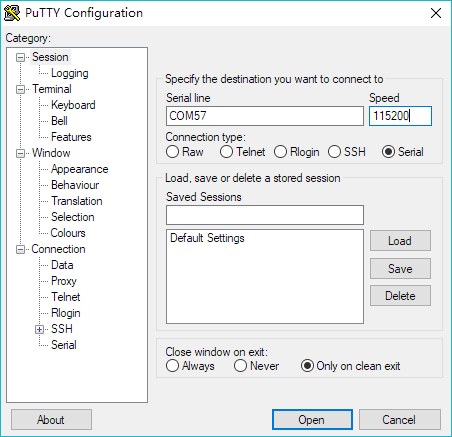 PuTTY Configuration
Category:
Session
Logging
Terminal
Keyboard
Bell
Features
Window
Appearance
Behaviour
Translation
Selection
Colours
Connection
Data
Proxy
Telnet
Rlogin
SSH
Serial
Specify the destination you want to connect to
Serial line Speed
COM57 115200
Connection type:
Raw Telnet Rlogin SSH Serial
Load, save or delete a stored session
Saved Sessions
Default Settings
Load
Save
Delete
Close window on exit:
Always Never Only on clean exit
About Open Cancel